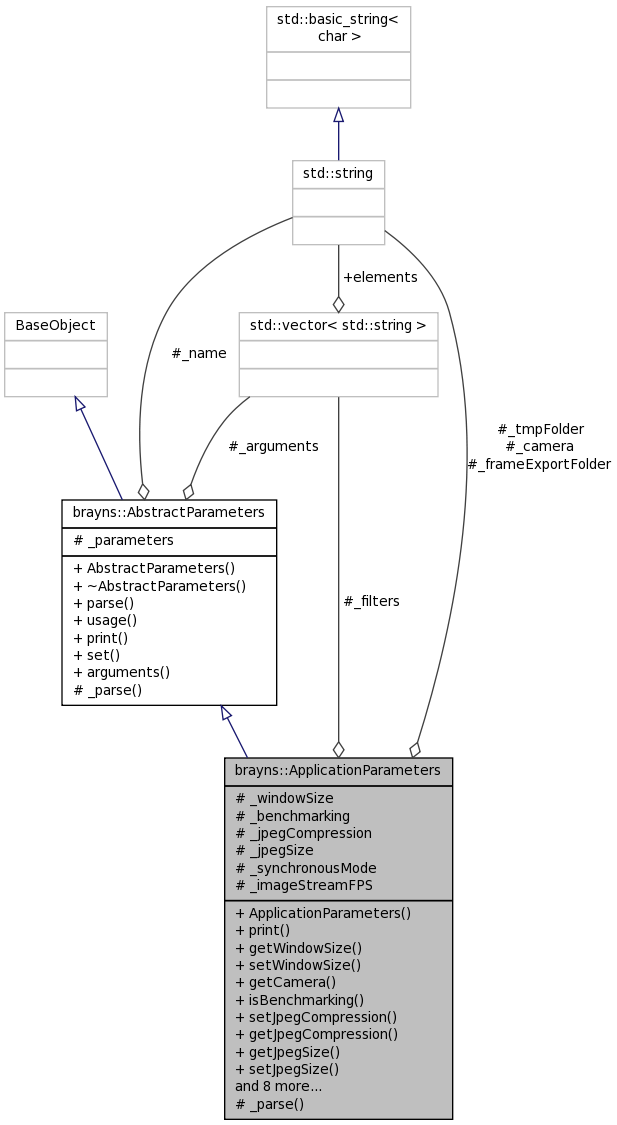 std::basic_string<
char >
std::string
+elements
BaseObject
std::vector< std::string >
#_name
#_arguments
#_tmpFolder
#_camera
#_frameExportFolder
brayns::AbstractParameters
# _parameters
+ AbstractParameters()
+ ~AbstractParameters()
+ parse()
+ usage()
+ print()
+ set()
+ arguments()
# _parse()
#_filters
brayns::ApplicationParameters
# _windowSize
# _benchmarking
# _jpegCompression
# _jpegSize
# _synchronousMode
# _imageStreamFPS
+ ApplicationParameters()
+ print()
+ getWindowSize()
+ setWindowSize()
+ getCamera()
+ isBenchmarking()
+ setJpegCompression()
+ getJpegCompression()
+ getJpegSize()
+ setJpegSize()
and 8 more...
# _parse()